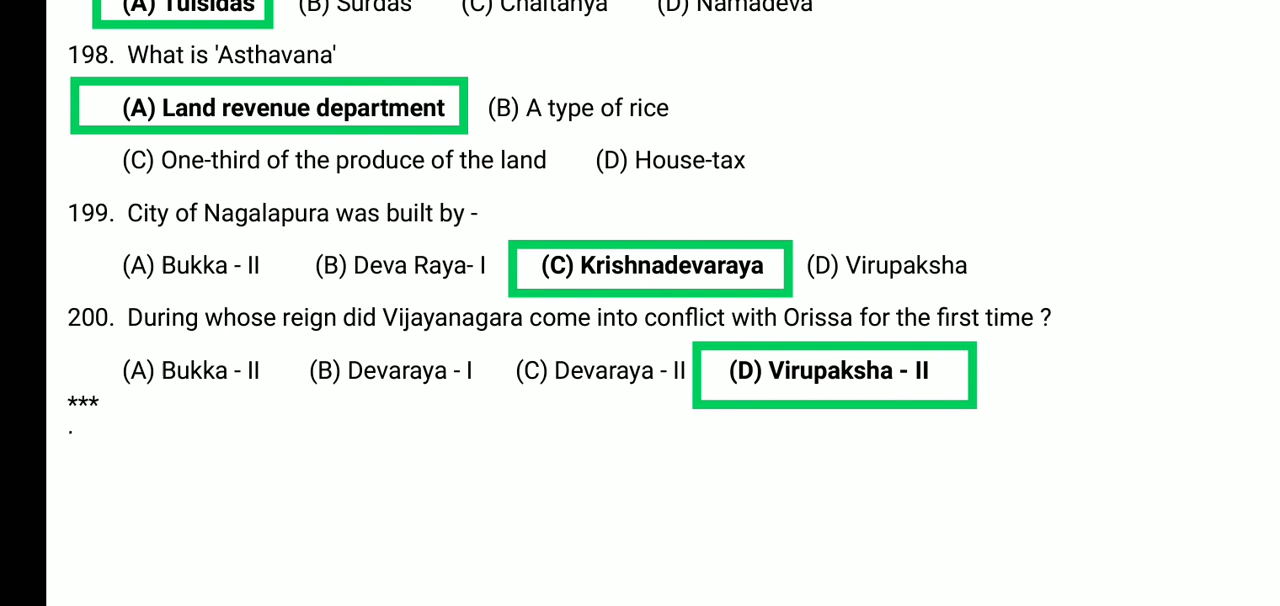 (A) Tulsidas (B) Surdas (C) Chaitanya (D) Namadeva
198. What is 'Asthavana'
(A) Land revenue department (B) A type of rice
(C) One-third of the produce of the land (D) House-tax
199. City of Nagalapura was built by -
(A) Bukka - II (B) Deva Raya- I (C) Krishnadevaraya (D) Virupaksha
200. During whose reign did Vijayanagara come into conflict with Orissa for the first time ?
(A) Bukka - II (B) Devaraya - I (C) Devaraya - II (D) Virupaksha - II
***
.